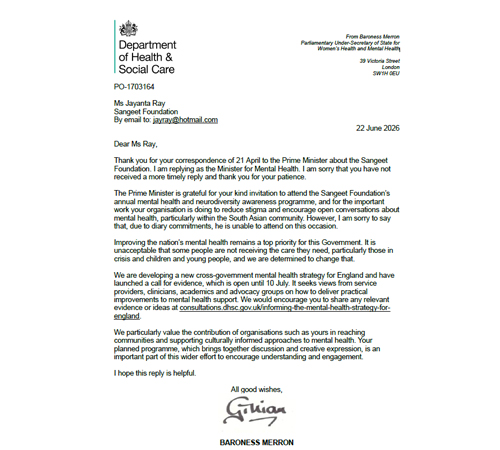 Department
of Health &
Social Care
From Baroness Merron
Parliamentary Under-Secretary of State for
Women's Health and Mental Health
39 Victoria Street
London
SW1H 0EU
PO-1703164
Ms Jayanta Ray
Sangeet Foundation
By email to: jayray@hotmail.com
22 June 2026
Dear Ms Ray,
Thank you for your correspondence of 21 April to the Prime Minister about the Sangeet
Foundation. I am replying as the Minister for Mental Health. I am sorry that you have not
received a more timely reply and thank you for your patience.
The Prime Minister is grateful for your kind invitation to attend the Sangeet Foundation's
annual mental health and neurodiversity awareness programme, and for the important
work your organisation is doing to reduce stigma and encourage open conversations about
mental health, particularly within the South Asian community. However, I am sorry to say
that, due to diary commitments, he is unable to attend on this occasion.
Improving the nation's mental health remains a top priority for this Government. It is
unacceptable that some people are not receiving the care they need, particularly those in
crisis and children and young people, and we are determined to change that.
We are developing a new cross-government mental health strategy for England and have
launched a call for evidence, which is open until 10 July. It seeks views from service
providers, clinicians, academics and advocacy groups on how to deliver practical
improvements to mental health support. We would encourage you to share any relevant
evidence or ideas at consultations.dhsc.gov.uk/informing-the-mental-health-strategy-for-
england.
We particularly value the contribution of organisations such as yours in reaching
communities and supporting culturally informed approaches to mental health. Your
planned programme, which brings together discussion and creative expression, is an
important part of this wider effort to encourage understanding and engagement.
I hope this reply is helpful.
All good wishes,
Gillian
BARONESS MERRON